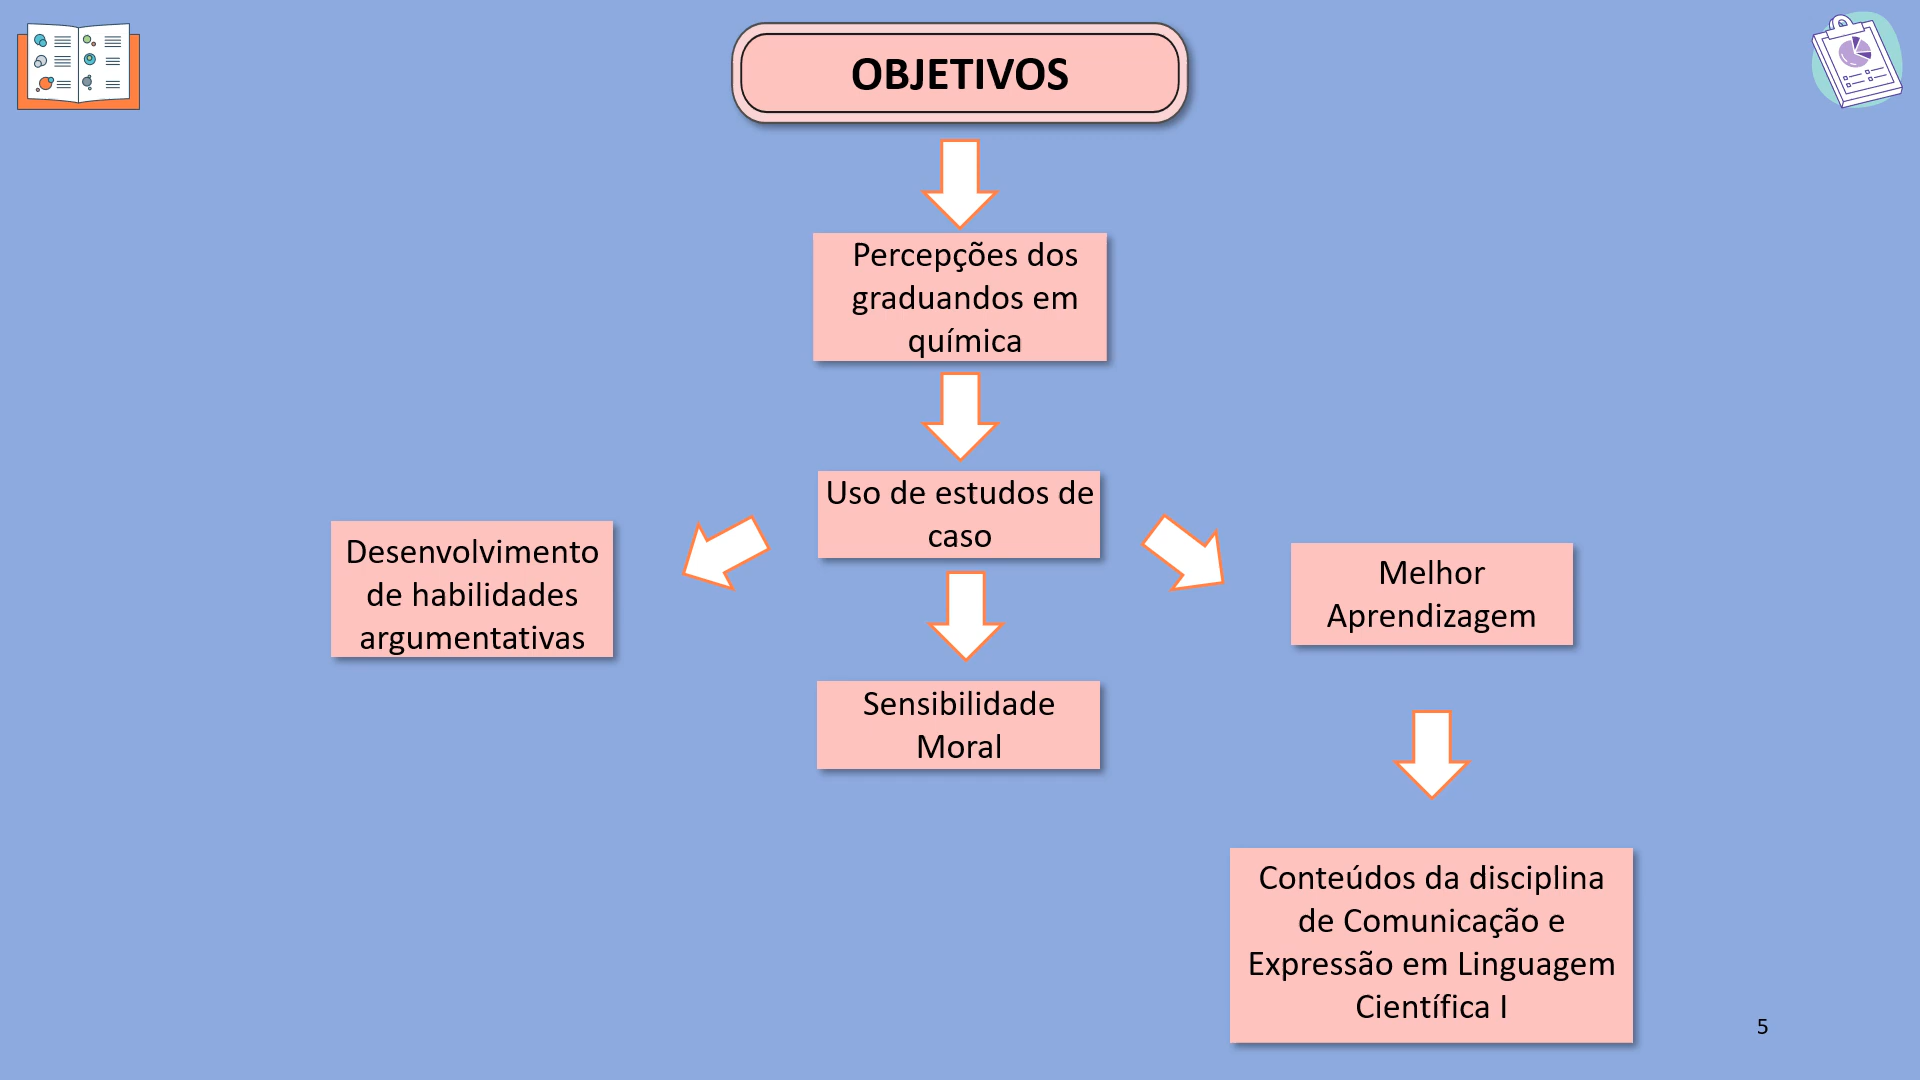 OBJETIVOS
Percepções dos
graduandos em
química
Uso de estudos de
caso
Desenvolvimento
de habilidades
argumentativas
Melhor
Aprendizagem
Sensibilidade
Moral
Conteúdos da disciplina
de Comunicação e
Expressão em Linguagem
Científica I
5